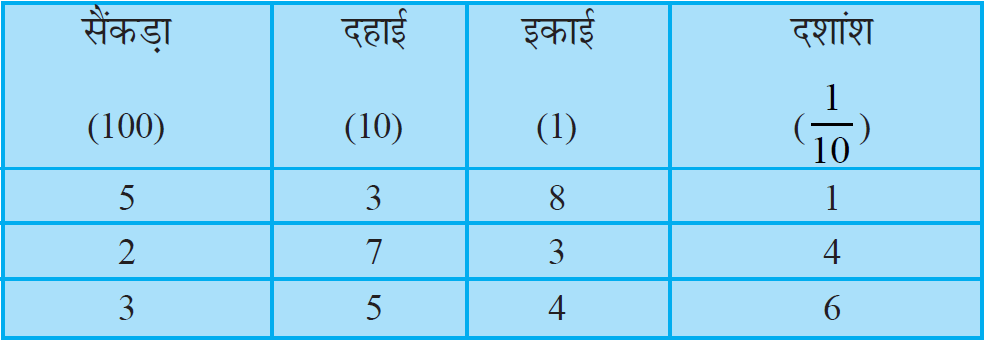 सैंकड़ा दहाई इकाई दशांश
(100) (10) (1) (1/10)
5 3 8 1
2 7 3 4
3 5 4 6